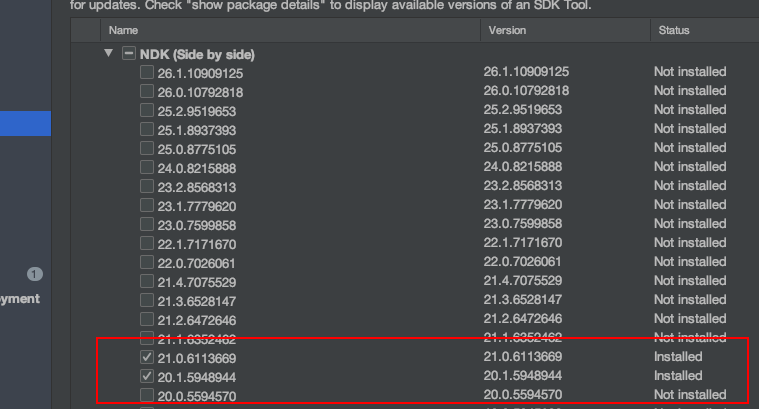 for updates. Check "show package details" to display available versions of an SDK Tool.
Name Version Status
NDK (Side by side)
26.1.10909125 26.1.10909125 Not installed
26.0.10792818 26.0.10792818 Not installed
25.2.9519653 25.2.9519653 Not installed
25.1.8937393 25.1.8937393 Not installed
25.0.8775105 25.0.8775105 Not installed
24.0.8215888 24.0.8215888 Not installed
23.2.8568313 23.2.8568313 Not installed
23.1.7779620 23.1.7779620 Not installed
23.0.7599858 23.0.7599858 Not installed
22.1.7171670 22.1.7171670 Not installed
22.0.7026061 22.0.7026061 Not installed
21.4.7075529 21.4.7075529 Not installed
21.3.6528147 21.3.6528147 Not installed
21.2.6472646 21.2.6472646 Not installed
21.1.6352462 21.1.6352462 Not installed
21.0.6113669 21.0.6113669 Installed
20.1.5948944 20.1.5948944 Installed
20.0.5594570 20.0.5594570 Not installed
1
oyment